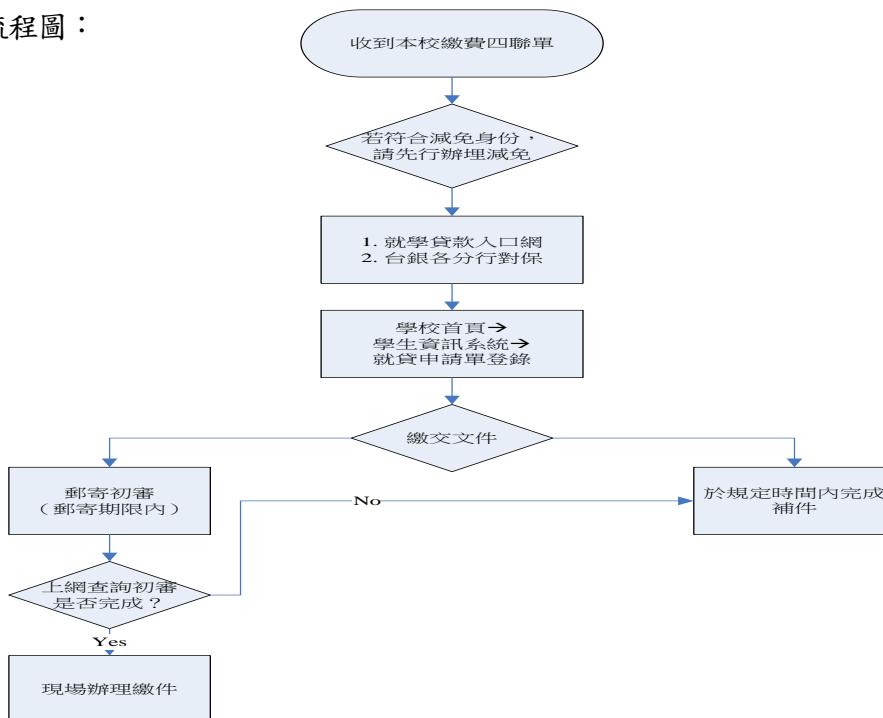 流程圖：
收到本校繳費四聯單
若符合減免身份，
請先行辦理減免
1. 就學貸款入口網
2. 台銀各分行對保
學校首頁→
學生資訊系統→
就貸申請單登錄
繳交文件
郵寄初審
（郵寄期限內）
No
於規定時間內完成
補件
上網查詢初審
是否完成？
Yes
現場辦理繳件